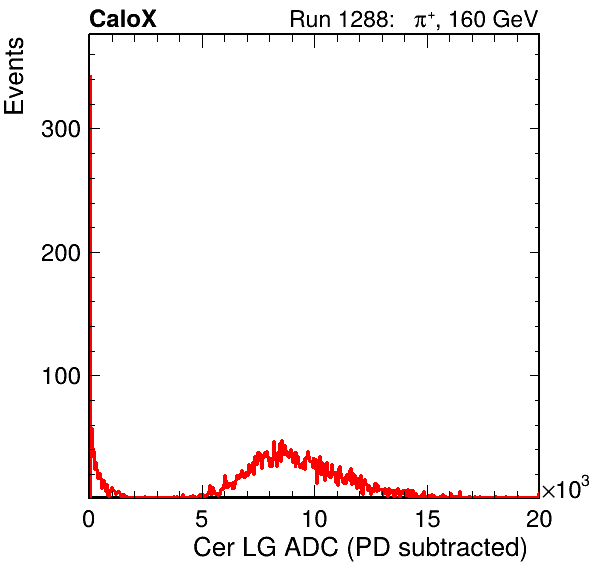 CaloX Run 1288: π⁺, 160 GeV
Events
300
200
100
0 5 10 15 20 ×10³
Cer LG ADC (PD subtracted)